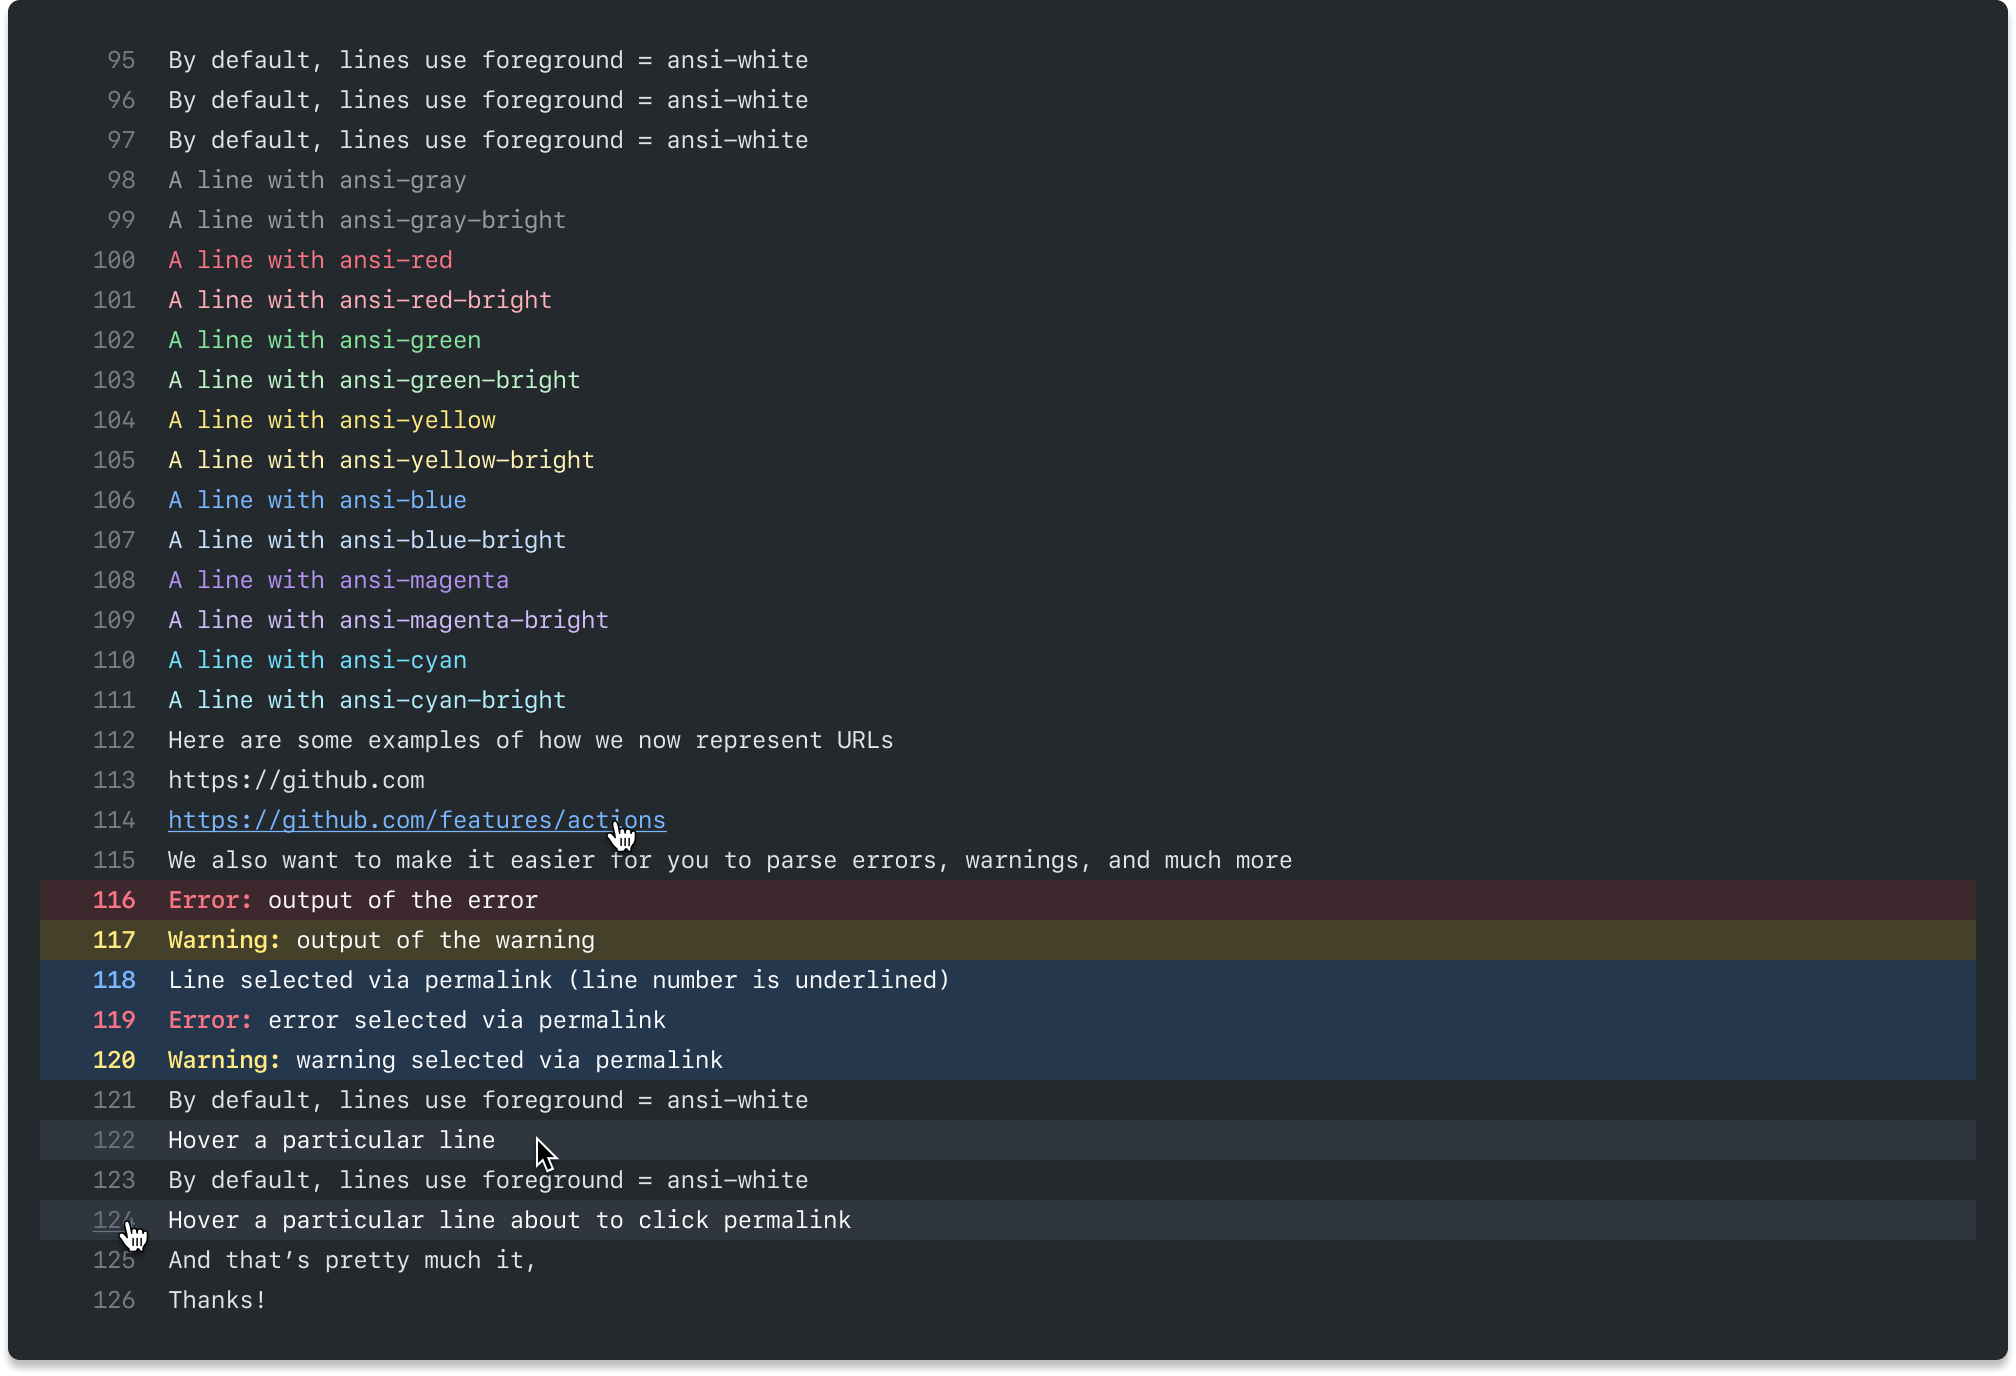 95 By default, lines use foreground = ansi-white
96 By default, lines use foreground = ansi-white
97 By default, lines use foreground = ansi-white
98 A line with ansi-gray
99 A line with ansi-gray-bright
100 A line with ansi-red
101 A line with ansi-red-bright
102 A line with ansi-green
103 A line with ansi-green-bright
104 A line with ansi-yellow
105 A line with ansi-yellow-bright
106 A line with ansi-blue
107 A line with ansi-blue-bright
108 A line with ansi-magenta
109 A line with ansi-magenta-bright
110 A line with ansi-cyan
111 A line with ansi-cyan-bright
112 Here are some examples of how we now represent URLs
113 https://github.com
114 https://github.com/features/actions
115 We also want to make it easier for you to parse errors, warnings, and much more
116 Error: output of the error
117 Warning: output of the warning
118 Line selected via permalink (line number is underlined)
119 Error: error selected via permalink
120 Warning: warning selected via permalink
121 By default, lines use foreground = ansi-white
122 Hover a particular line
123 By default, lines use foreground = ansi-white
124 Hover a particular line about to click permalink
125 And that’s pretty much it,
126 Thanks!